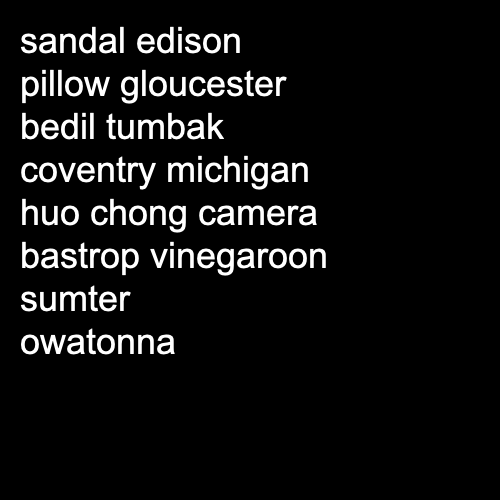 sandal edison
pillow gloucester
bedil tumbak
coventry michigan
huo chong camera
bastrop vinegaroon
sumter
owatonna